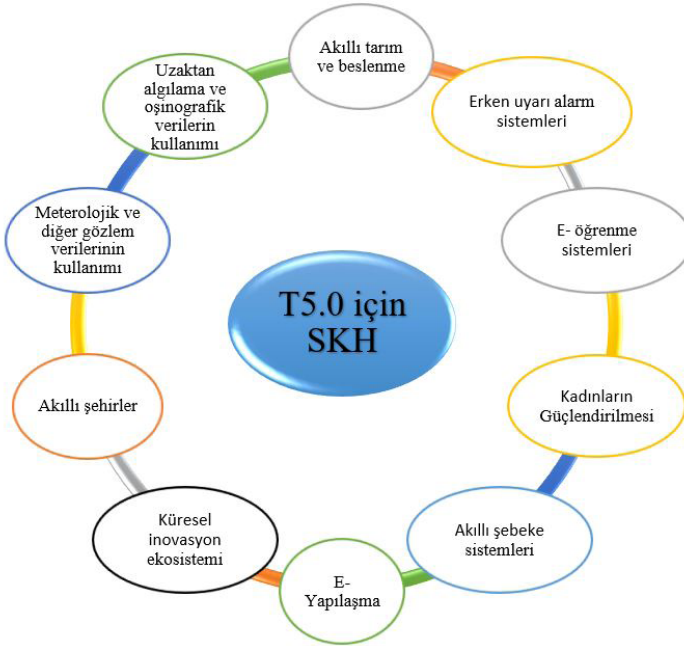 Akıllı tarım
ve beslenme
Erken uyarı alarm
sistemleri
E- öğrenme
sistemleri
Kadınların
Güçlendirilmesi
Akıllı şebeke
sistemleri
E-
Yapılaşma
Küresel
inovasyon
ekosistemi
Akıllı şehirler
Meterolojik ve
diğer gözlem
verilerinin
kullanımı
Uzaktan
algılama ve
oşinografik
verilerin
kullanımı
T5.0 için
SKH